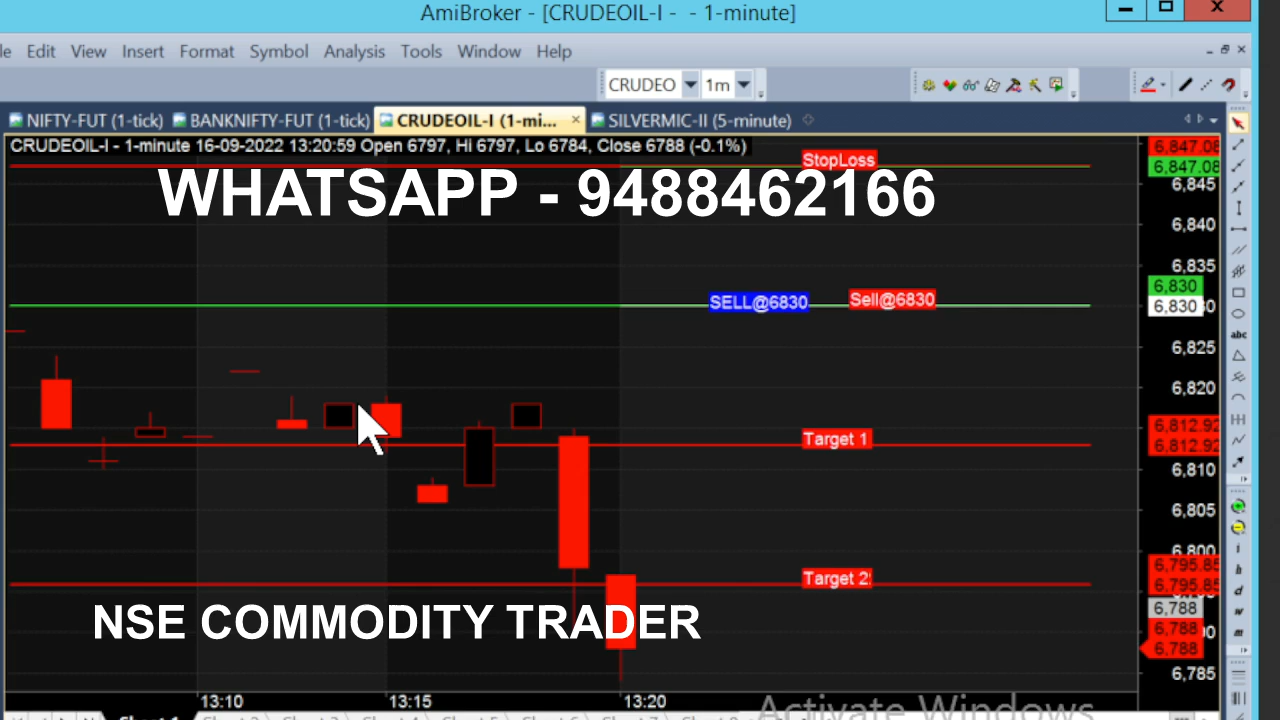 AmiBroker - [CRUDEOIL-I - - 1-minute]
Edit View Insert Format Symbol Analysis Tools Window Help
CRUDEO 1m
NIFTY-FUT (1-tick) BANKNIFTY-FUT (1-tick) CRUDEOIL-I (1-mi... × SILVERMIC-II (5-minute)
CRUDEOIL-I - 1-minute 16-09-2022 13:20:59 Open 6797, Hi 6797, Lo 6784, Close 6788 (-0.1%)
6,847.08
StopLoss
6,847.08
WHATSAPP - 9488462166
6,845
6,840
6,835
6,830
SELL@6830 Sell@6830
6,830
6,825
6,820
6,812.92
Target 1
6,812.92
6,810
6,805
6,800
6,795.85
Target 2
6,795.85
6,788
NSE COMMODITY TRADER
6,788
6,788
6,785
13:10 13:15 13:20
Activate Windows
abc